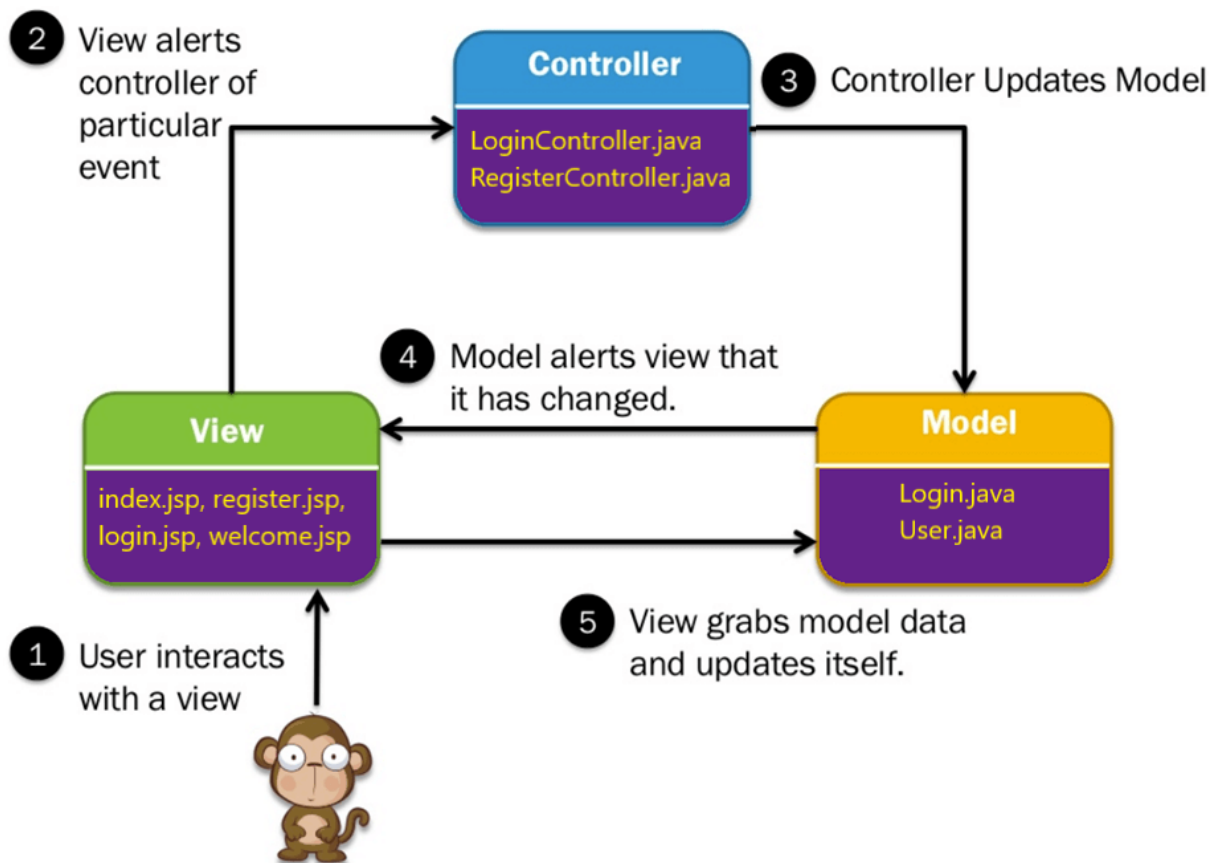 2 View alerts
controller of
particular
event
Controller
LoginController.java
RegisterController.java
3 Controller Updates Model
4 Model alerts view that
it has changed.
View
index.jsp, register.jsp,
login.jsp, welcome.jsp
Model
Login.java
User.java
5 View grabs model data
and updates itself.
1 User interacts
with a view